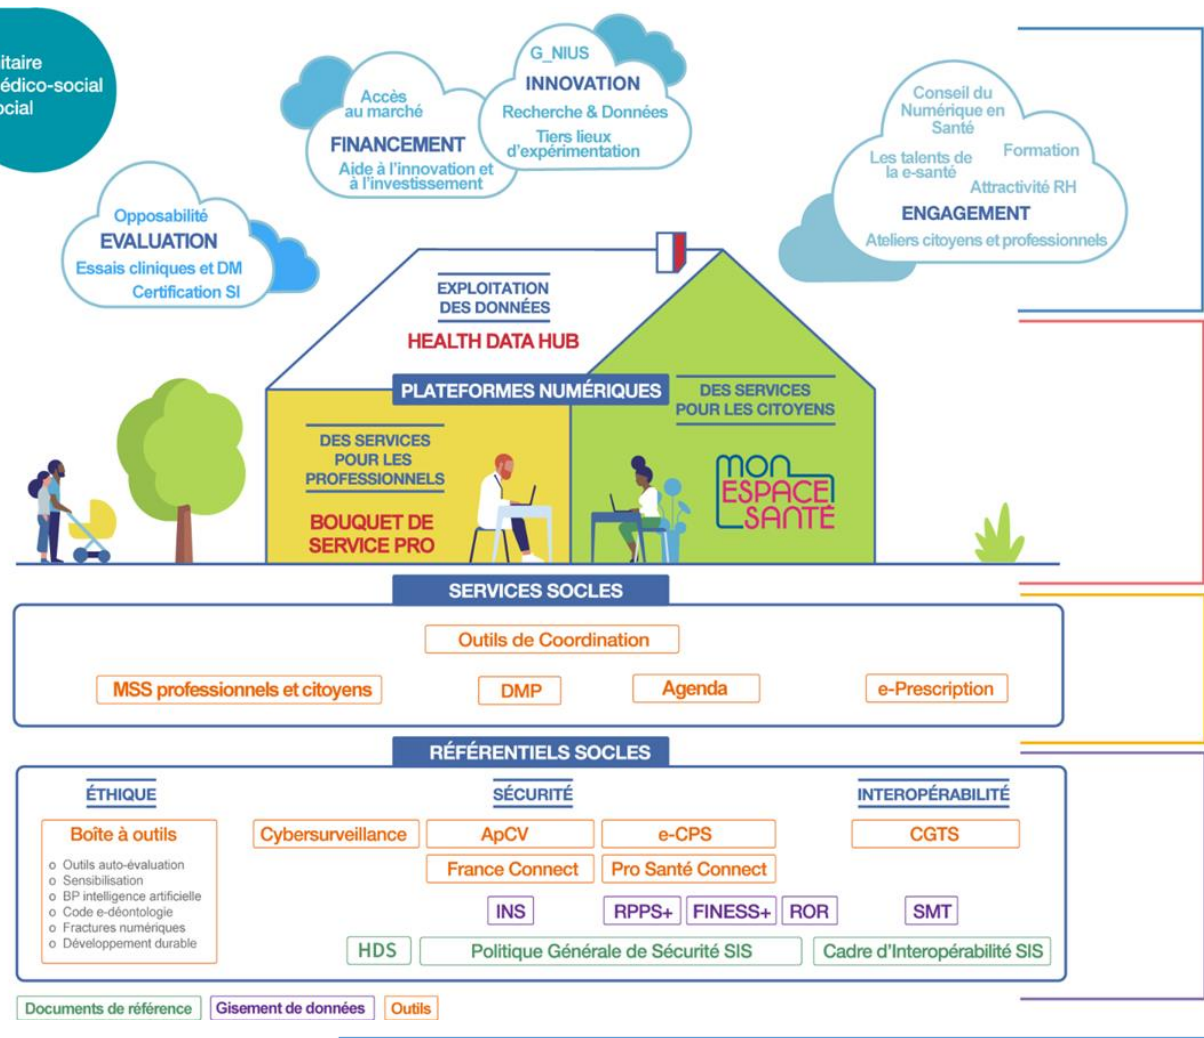 itaire
édico-social
ocial
Accès
au marché
FINANCEMENT
Aide à l'innovation et
à l'investissement
G_NIUS
INNOVATION
Recherche & Données
Tiers lieux
d'expérimentation
Conseil du
Numérique en
Santé
Les talents de
la e-santé
Formation
Attractivité RH
ENGAGEMENT
Ateliers citoyens et professionnels
Opposabilité
EVALUATION
Essais cliniques et DM
Certification SI
EXPLOITATION
DES DONNÉES
HEALTH DATA HUB
PLATEFORMES NUMÉRIQUES
DES SERVICES
POUR LES CITOYENS
DES SERVICES
POUR LES
PROFESSIONNELS
BOUQUET DE
SERVICE PRO
MON
ESPACE
SANTÉ
SERVICES SOCLES
Outils de Coordination
MSS professionnels et citoyens
DMP
Agenda
e-Prescription
RÉFÉRENTIELS SOCLES
ÉTHIQUE
SÉCURITÉ
INTEROPÉRABILITÉ
Boîte à outils
o Outils auto-évaluation
o Sensibilisation
o BP intelligence artificielle
o Code e-déontologie
o Fractures numériques
o Développement durable
Cybersurveillance
ApCV
e-CPS
CGTS
France Connect
Pro Santé Connect
INS
RPPS+
FINESS+
ROR
SMT
HDS
Politique Générale de Sécurité SIS
Cadre d'Interopérabilité SIS
Documents de référence
Gisement de données
Outils